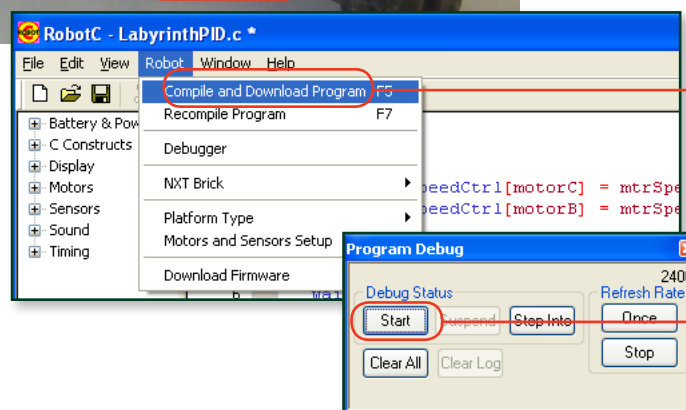 RobotC - LabyrinthPID.c *
File Edit View Robot Window Help
Compile and Download Program F5
Recompile Program F7
Debugger
NXT Brick
Platform Type
Motors and Sensors Setup
Download Firmware
Battery & Pow
C Constructs
Display
Motors
Sensors
Sound
Timing
peedCtrl[motorC] = mtrSpe
peedCtrl[motorB] = mtrSpe
6 wai
Program Debug
240
Debug Status Refresh Rate
Start Suspend Step Into Once
Clear All Clear Log Stop